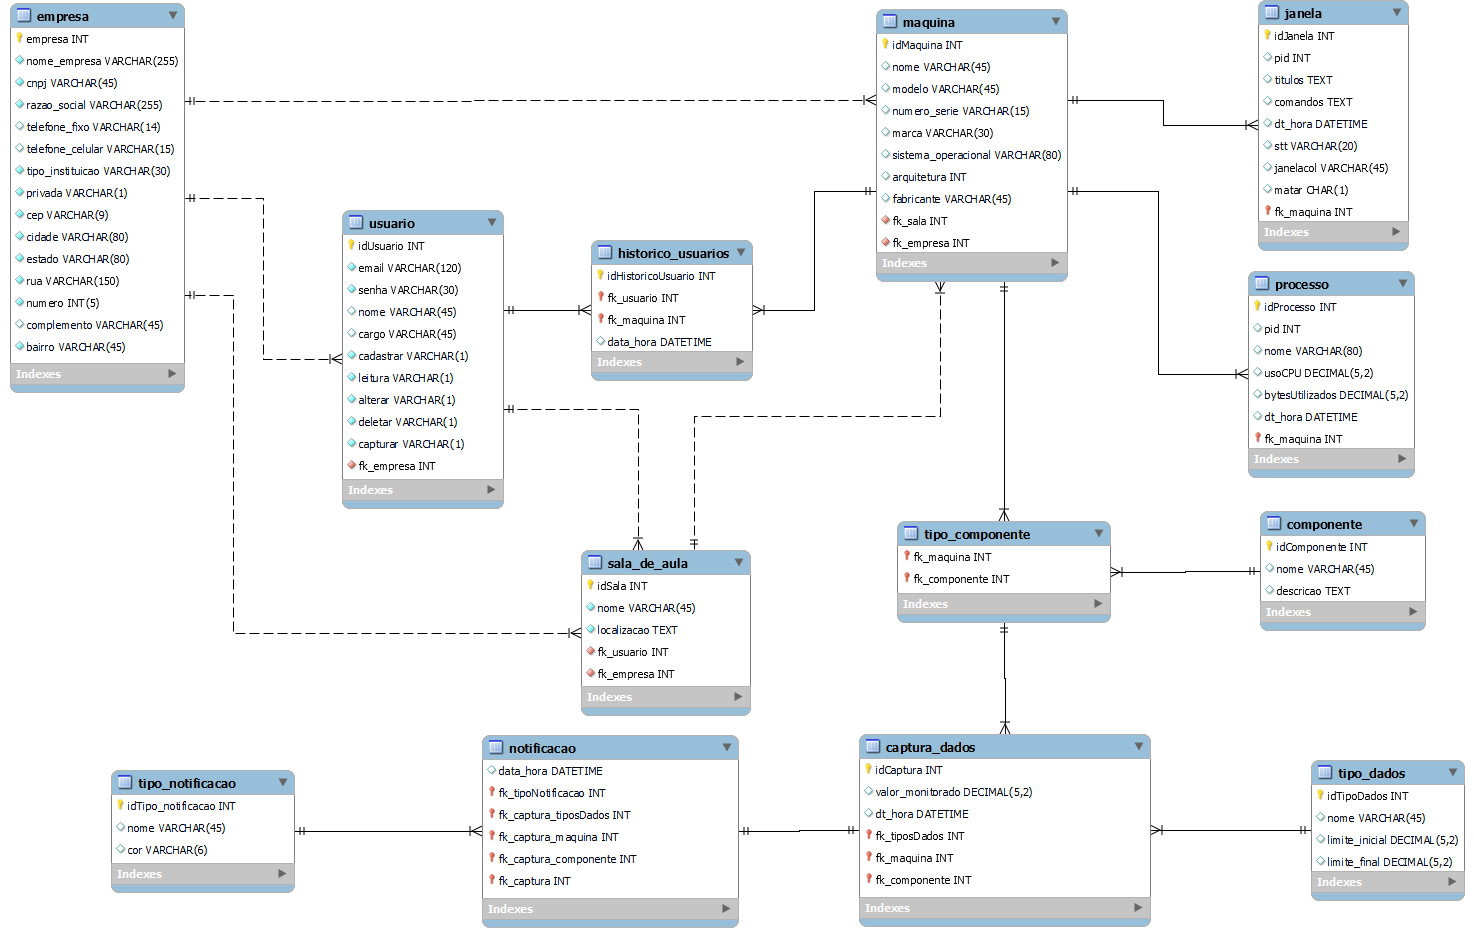 empresa
empresa INT
nome_empresa VARCHAR(255)
cnpj VARCHAR(45)
razao_social VARCHAR(255)
telefone_fixo VARCHAR(14)
telefone_celular VARCHAR(15)
tipo_instituicao VARCHAR(30)
privada VARCHAR(1)
cep VARCHAR(9)
cidade VARCHAR(80)
estado VARCHAR(80)
rua VARCHAR(150)
numero INT(5)
complemento VARCHAR(45)
bairro VARCHAR(45)
Indexes
usuario
idUsuario INT
email VARCHAR(120)
senha VARCHAR(30)
nome VARCHAR(45)
cargo VARCHAR(45)
cadastrar VARCHAR(1)
leitura VARCHAR(1)
alterar VARCHAR(1)
deletar VARCHAR(1)
capturar VARCHAR(1)
fk_empresa INT
Indexes
historico_usuarios
idHistoricoUsuario INT
fk_usuario INT
fk_maquina INT
data_hora DATETIME
Indexes
maquina
idMaquina INT
nome VARCHAR(45)
modelo VARCHAR(45)
numero_serie VARCHAR(15)
marca VARCHAR(30)
sistema_operacional VARCHAR(80)
arquitetura INT
fabricante VARCHAR(45)
fk_sala INT
fk_empresa INT
Indexes
janela
idJanela INT
pid INT
titulos TEXT
comandos TEXT
dt_hora DATETIME
stt VARCHAR(20)
janelacol VARCHAR(45)
matar CHAR(1)
fk_maquina INT
Indexes
processo
idProcesso INT
pid INT
nome VARCHAR(80)
usoCPU DECIMAL(5,2)
bytesUtilizados DECIMAL(5,2)
dt_hora DATETIME
fk_maquina INT
Indexes
sala_de_aula
idSala INT
nome VARCHAR(45)
localizacao TEXT
fk_usuario INT
fk_empresa INT
Indexes
tipo_componente
fk_maquina INT
fk_componente INT
Indexes
componente
idComponente INT
nome VARCHAR(45)
descricao TEXT
Indexes
tipo_notificacao
idTipo_notificacao INT
nome VARCHAR(45)
cor VARCHAR(6)
Indexes
notificacao
data_hora DATETIME
fk_tipoNotificacao INT
fk_captura_tiposDados INT
fk_captura_maquina INT
fk_captura_componente INT
fk_captura INT
Indexes
captura_dados
idCaptura INT
valor_monitorado DECIMAL(5,2)
dt_hora DATETIME
fk_tiposDados INT
fk_maquina INT
fk_componente INT
Indexes
tipo_dados
idTipoDados INT
nome VARCHAR(45)
limite_inicial DECIMAL(5,2)
limite_final DECIMAL(5,2)
Indexes